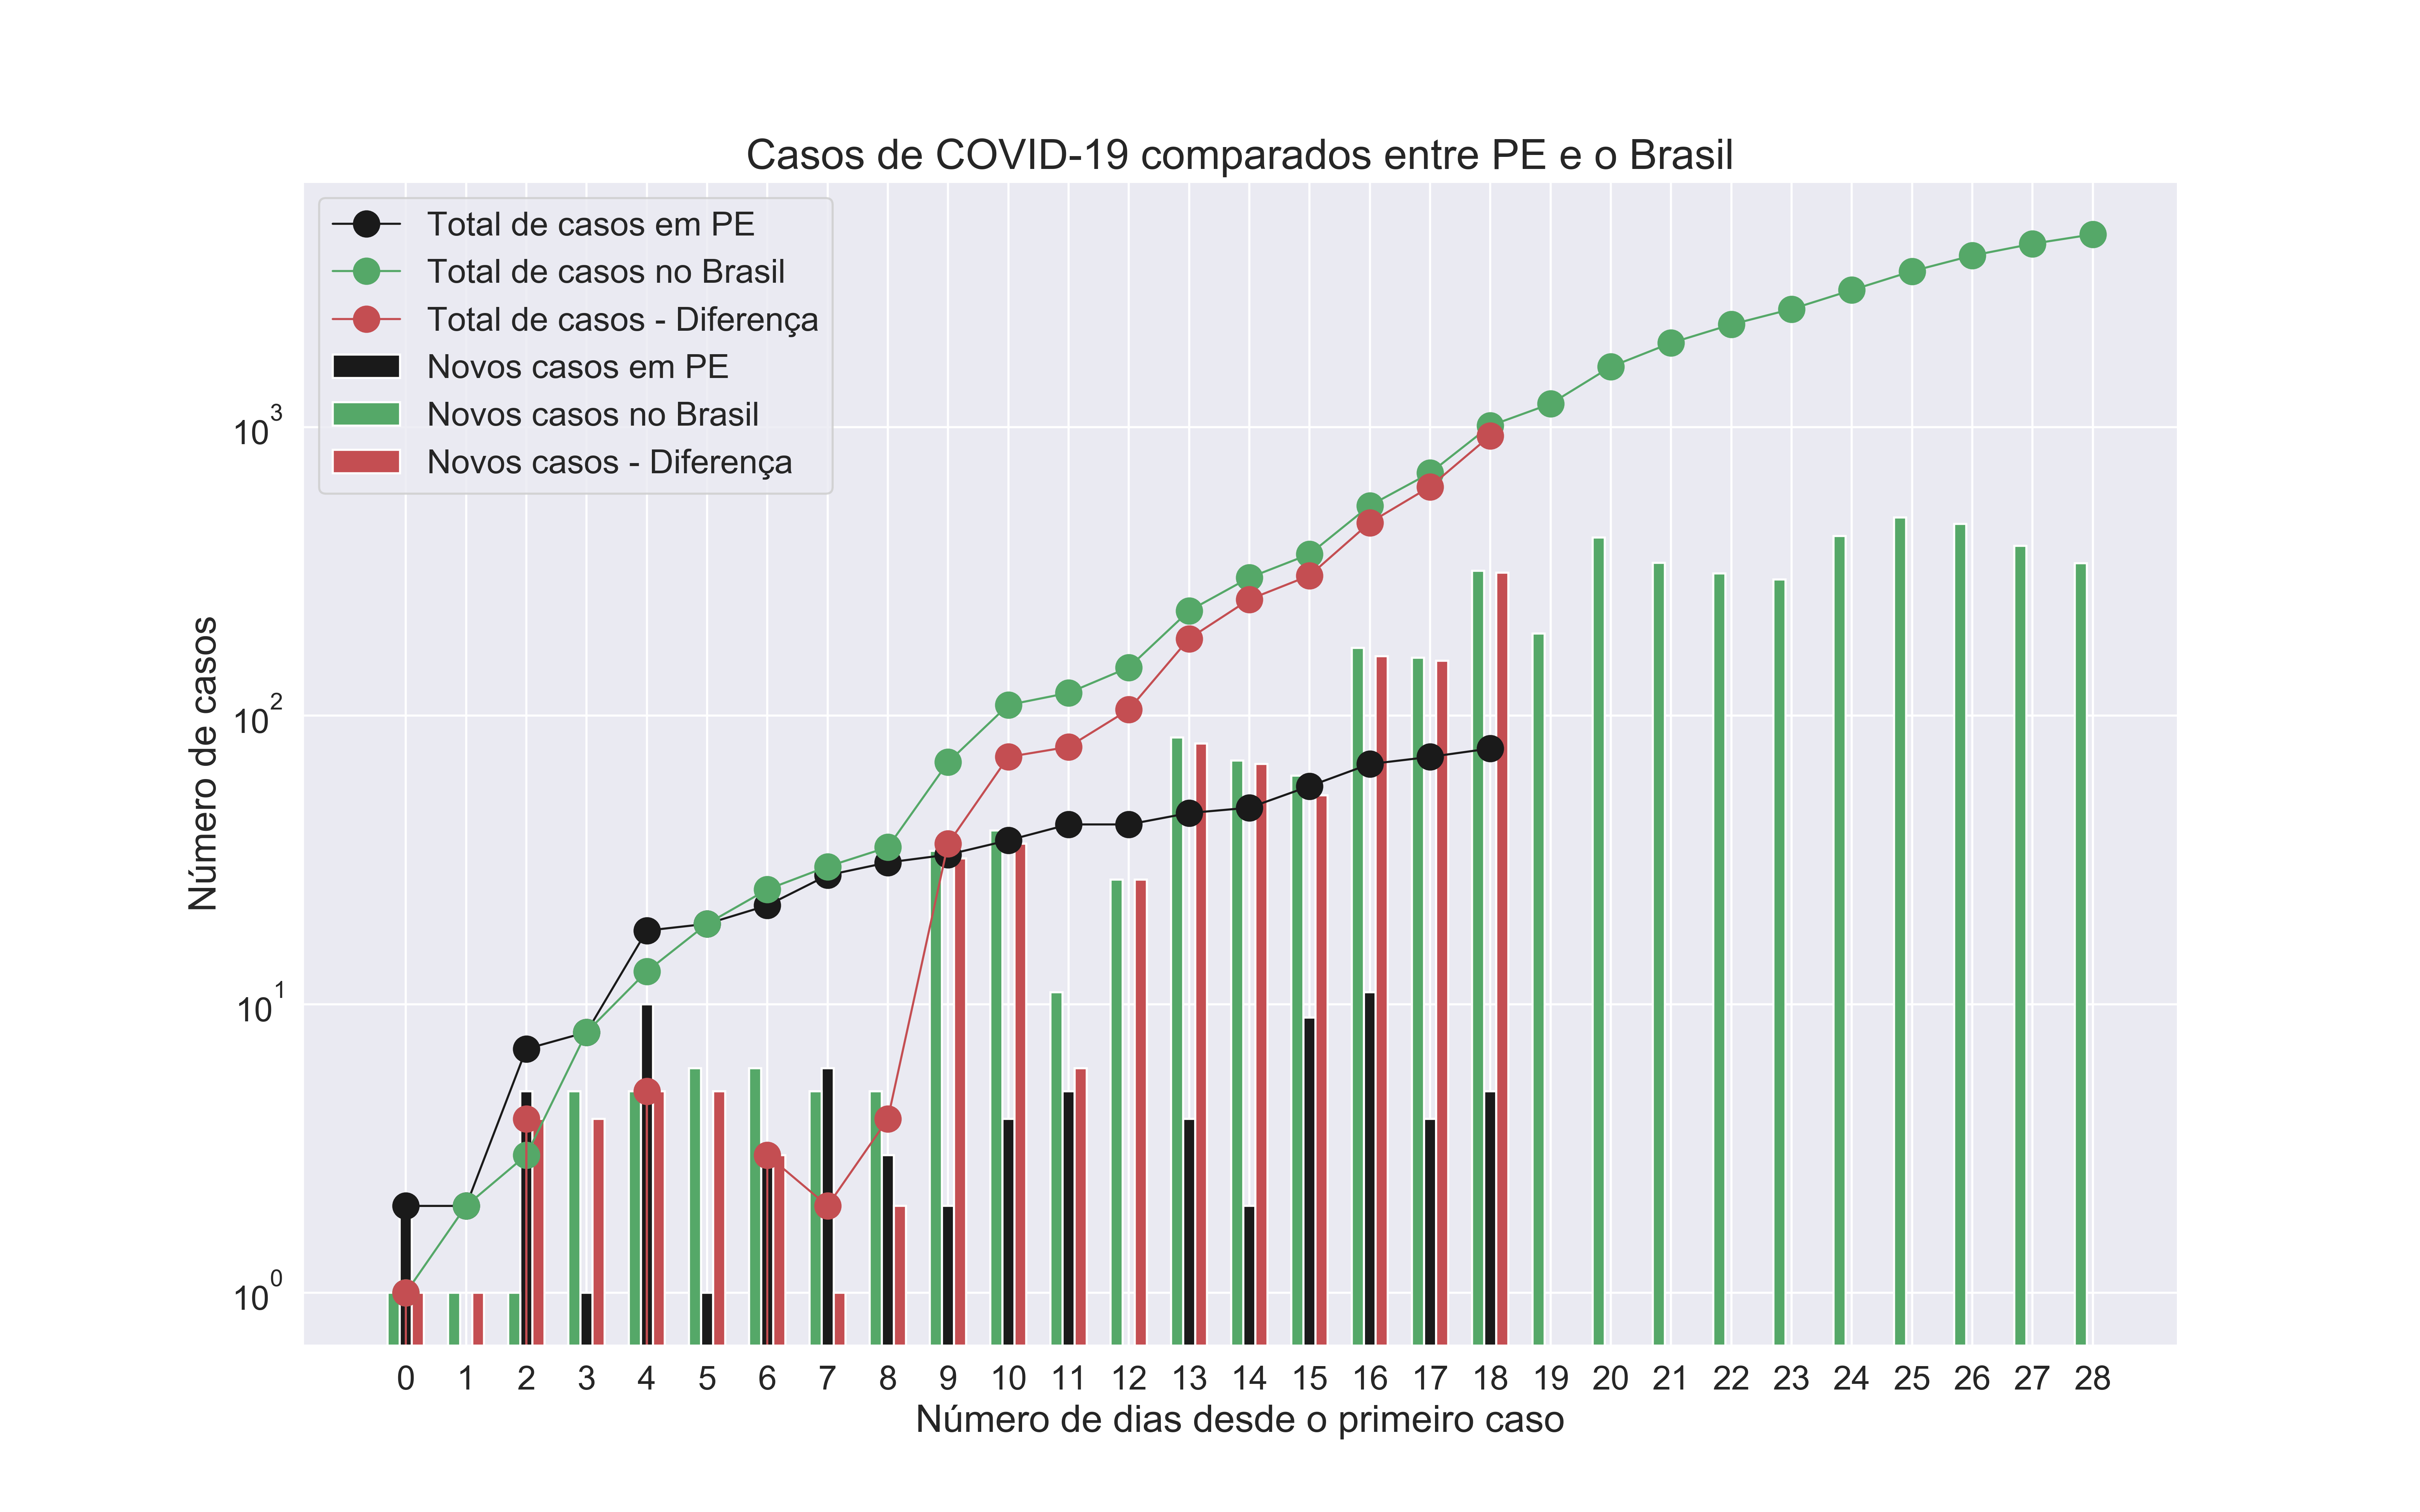 Casos de COVID-19 comparados entre PE e o Brasil
Total de casos em PE
Total de casos no Brasil
Total de casos - Diferença
Novos casos em PE
Novos casos no Brasil
Novos casos - Diferença
Número de casos
10³
10²
10¹
10⁰
0 1 2 3 4 5 6 7 8 9 10 11 12 13 14 15 16 17 18 19 20 21 22 23 24 25 26 27 28
Número de dias desde o primeiro caso